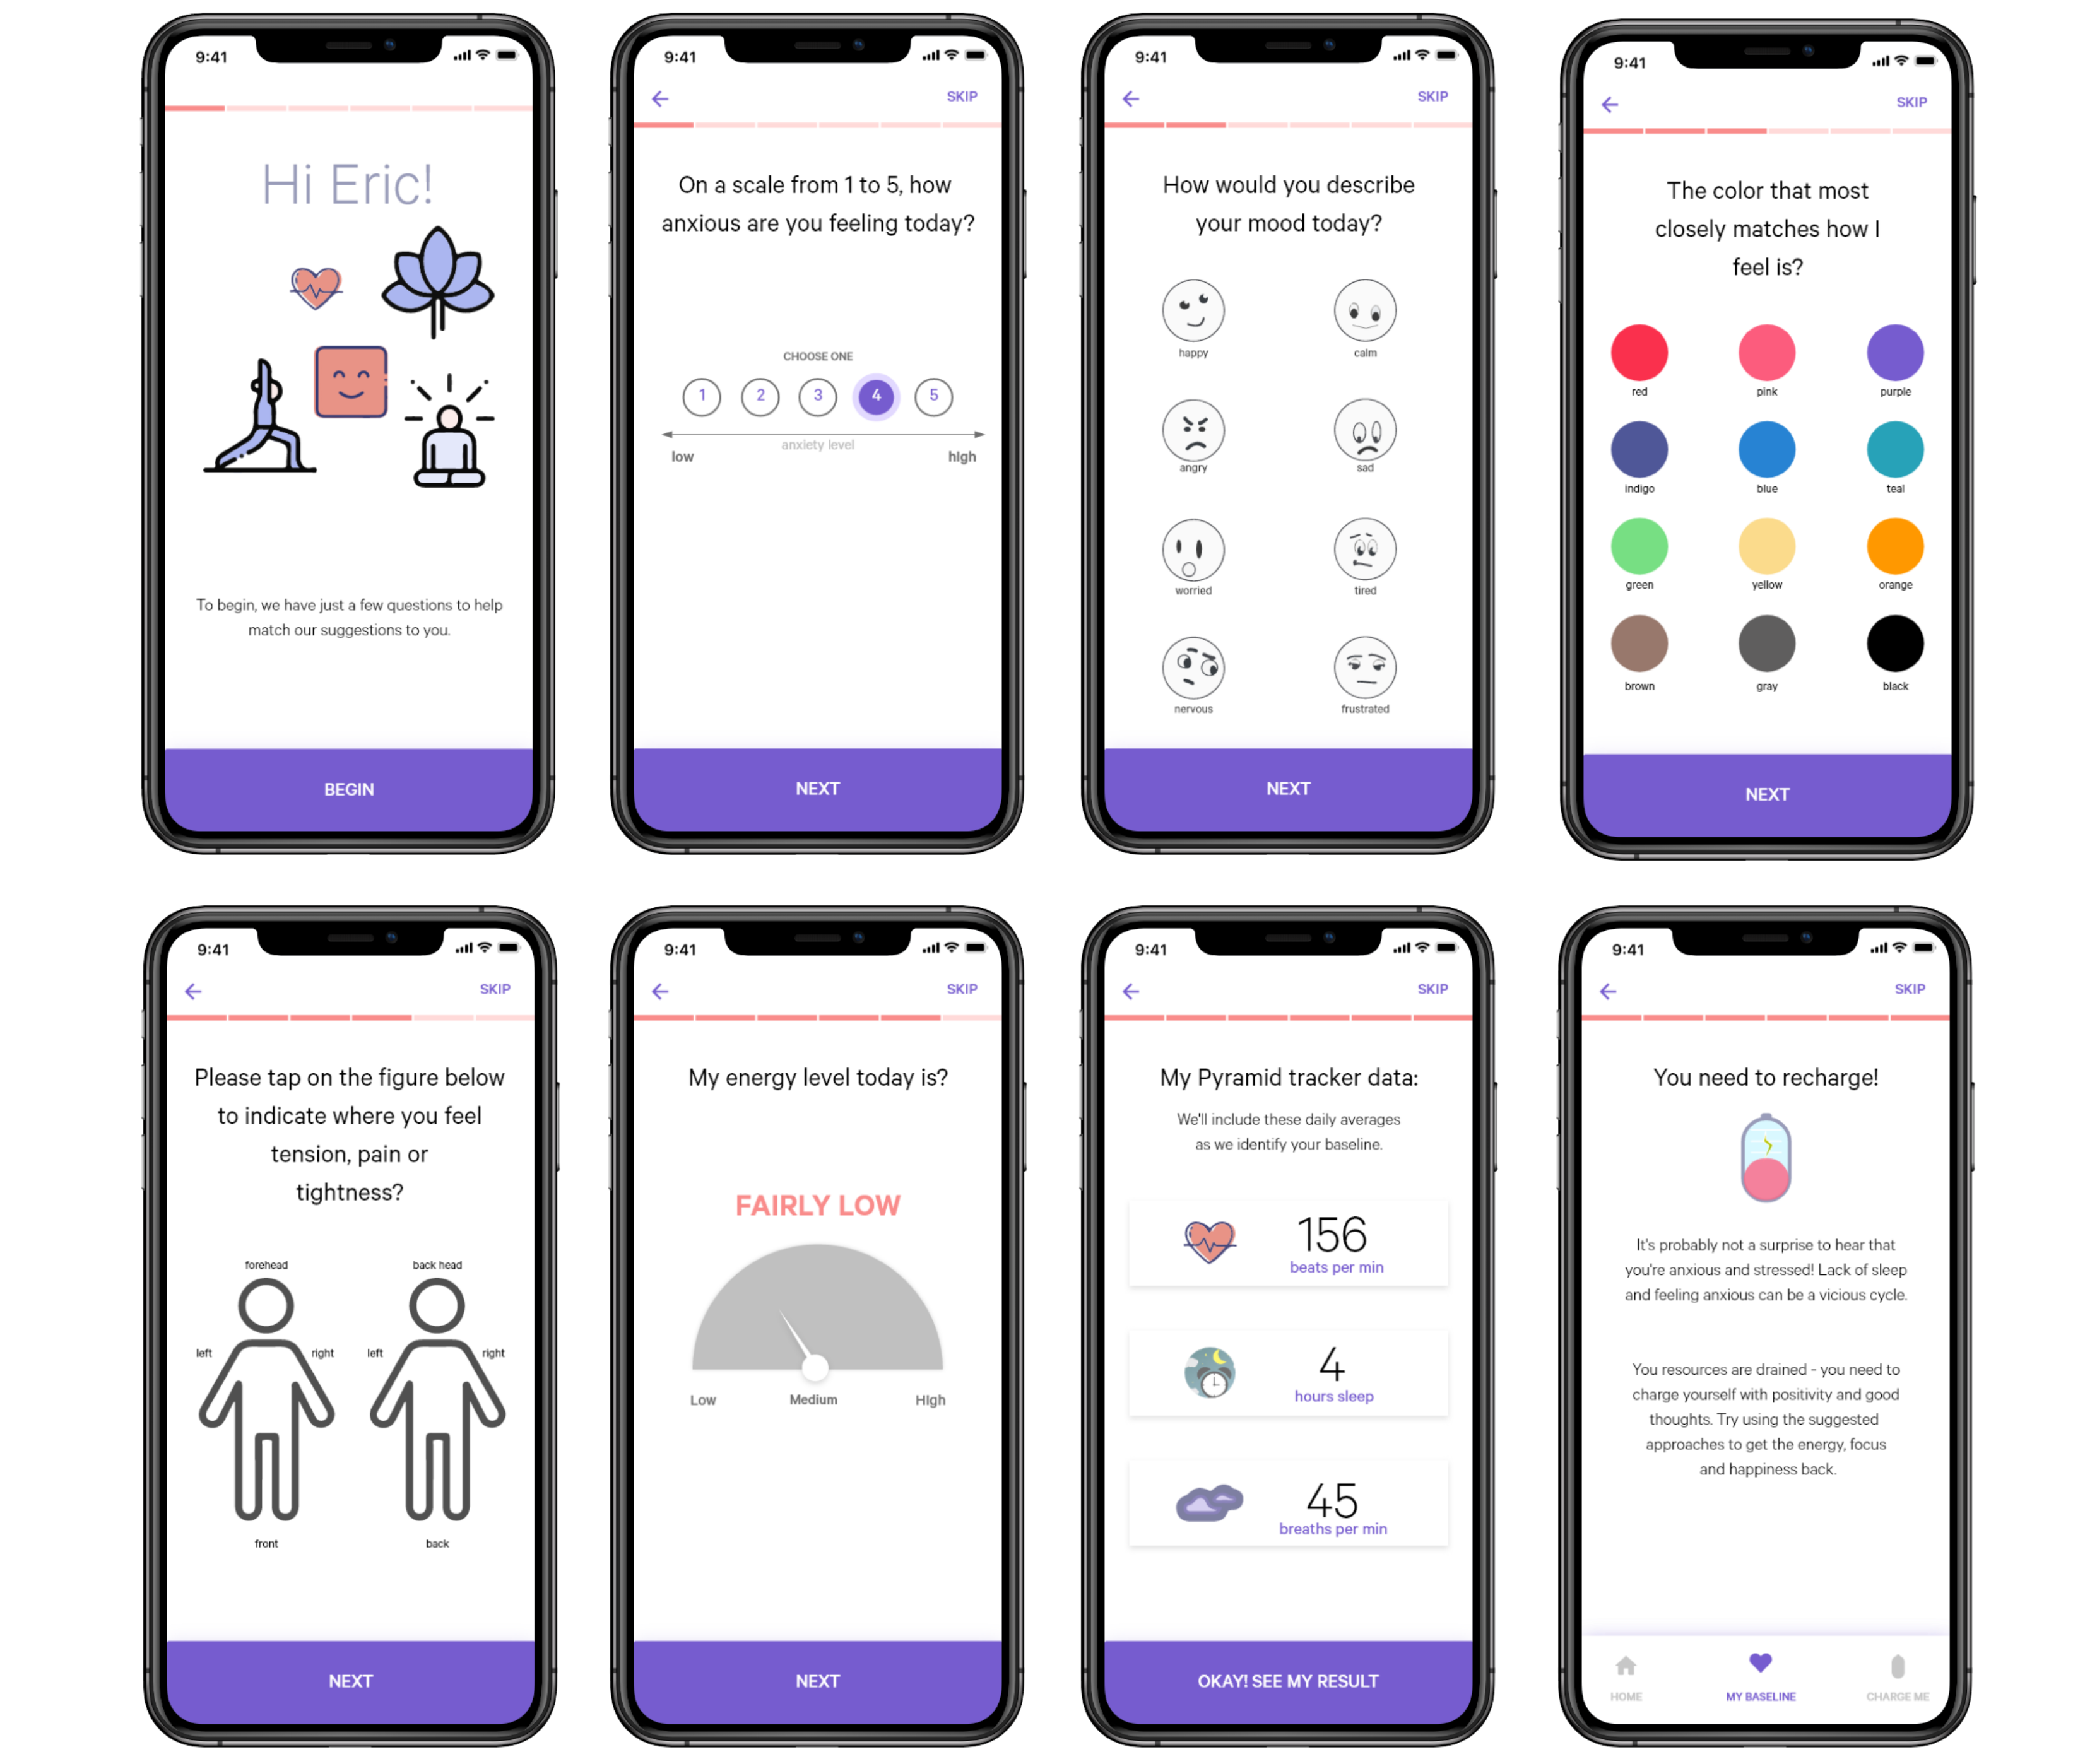 9:41
Hi Eric!
To begin, we have just a few questions to help
match our suggestions to you.
BEGIN
9:41
SKIP
On a scale from 1 to 5, how
anxious are you feeling today?
CHOOSE ONE
1 2 3 4 5
anxiety level
low high
NEXT
9:41
SKIP
How would you describe
your mood today?
happy calm
angry sad
worried tired
nervous frustrated
NEXT
9:41
SKIP
The color that most
closely matches how I
feel is?
red pink purple
indigo blue teal
green yellow orange
brown gray black
NEXT
9:41
SKIP
Please tap on the figure below
to indicate where you feel
tension, pain or
tightness?
forehead back head
left right left right
front back
NEXT
9:41
SKIP
My energy level today is?
FAIRLY LOW
Low Medium HIgh
NEXT
9:41
SKIP
My Pyramid tracker data:
We'll include these daily averages
as we identify your baseline.
156
beats per min
4
hours sleep
45
breaths per min
OKAY! SEE MY RESULT
9:41
SKIP
You need to recharge!
It's probably not a surprise to hear that
you're anxious and stressed! Lack of sleep
and feeling anxious can be a vicious cycle.
You resources are drained - you need to
charge yourself with positivity and good
thoughts. Try using the suggested
approaches to get the energy, focus
and happiness back.
HOME MY BASELINE CHARGE ME